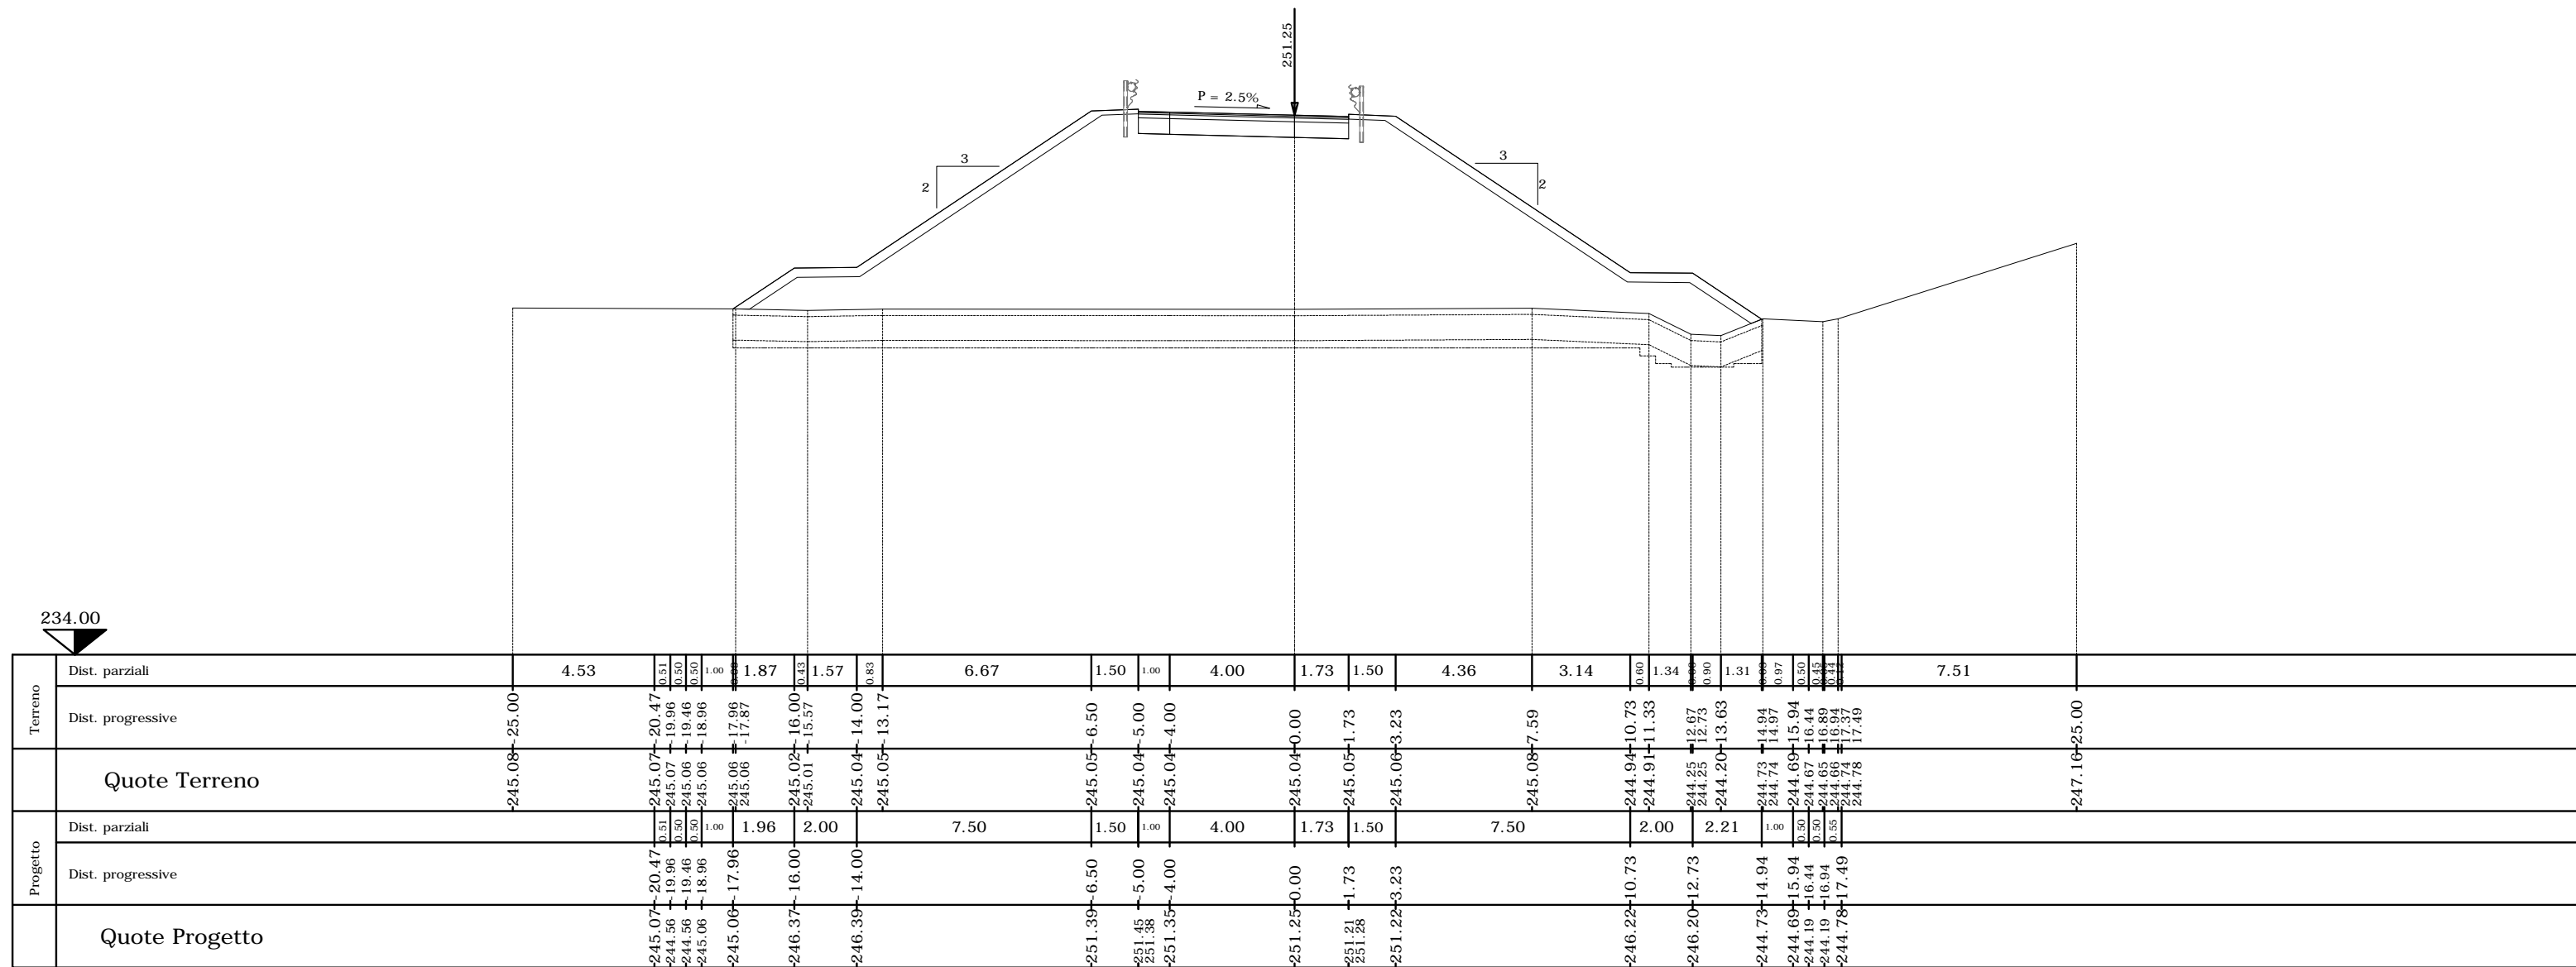 251.25
P = 2.5%
3
2
3
2
234.00
Terreno
Dist. parziali
4.53 0.51 0.50 0.50 1.00 1.87 0.43 1.57 0.83 6.67 1.50 1.00 4.00 1.73 1.50 4.36 3.14 0.60 1.34 0.90 1.31 0.97 0.50 0.45 0.44 7.51
Dist. progressive
-25.00 -20.47 -19.96 -19.46 -18.96 -17.96 -17.87 -16.00 -15.57 -14.00 -13.17 -6.50 -5.00 -4.00 0.00 1.73 3.23 7.59 10.73 11.33 12.67 12.73 13.63 14.94 14.97 15.94 16.44 16.89 16.94 17.37 17.49 25.00
Quote Terreno
245.08 245.07 245.07 245.06 245.06 245.06 245.06 245.02 245.01 245.04 245.05 245.05 245.04 245.04 245.04 245.05 245.06 245.08 244.94 244.91 244.25 244.25 244.20 244.73 244.74 244.69 244.67 244.65 244.66 244.74 244.78 247.16
Progetto
Dist. parziali
0.51 0.50 0.50 1.00 1.96 2.00 7.50 1.50 1.00 4.00 1.73 1.50 7.50 2.00 2.21 1.00 0.50 0.50 0.55
Dist. progressive
-20.47 -19.96 -19.46 -18.96 -17.96 -16.00 -14.00 -6.50 -5.00 -4.00 0.00 1.73 3.23 10.73 12.73 14.94 15.94 16.44 16.94 17.49
Quote Progetto
245.07 244.56 244.56 245.06 245.06 246.37 246.39 251.39 251.45 251.38 251.35 251.25 251.21 251.28 251.22 246.22 246.20 244.73 244.69 244.19 244.19 244.78